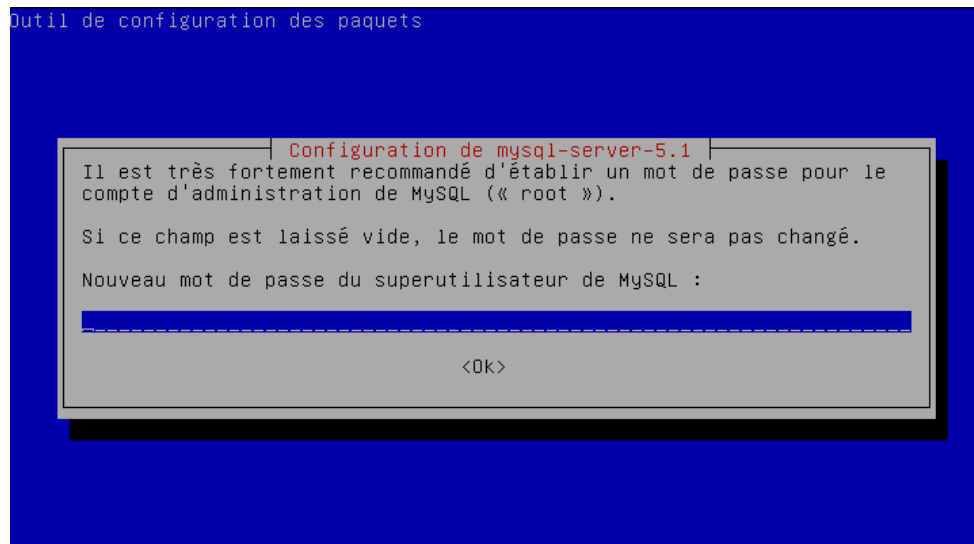 Outil de configuration des paquets
Configuration de mysql-server-5.1
Il est très fortement recommandé d'établir un mot de passe pour le
compte d'administration de MySQL (« root »).
Si ce champ est laissé vide, le mot de passe ne sera pas changé.
Nouveau mot de passe du superutilisateur de MySQL :
<Ok>